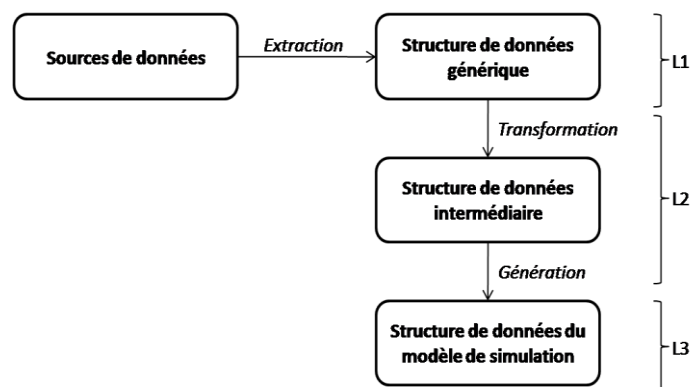 Sources de données
Extraction
Structure de données
générique
L1
Transformation
Structure de données
intermédiaire
L2
Génération
Structure de données du
modèle de simulation
L3